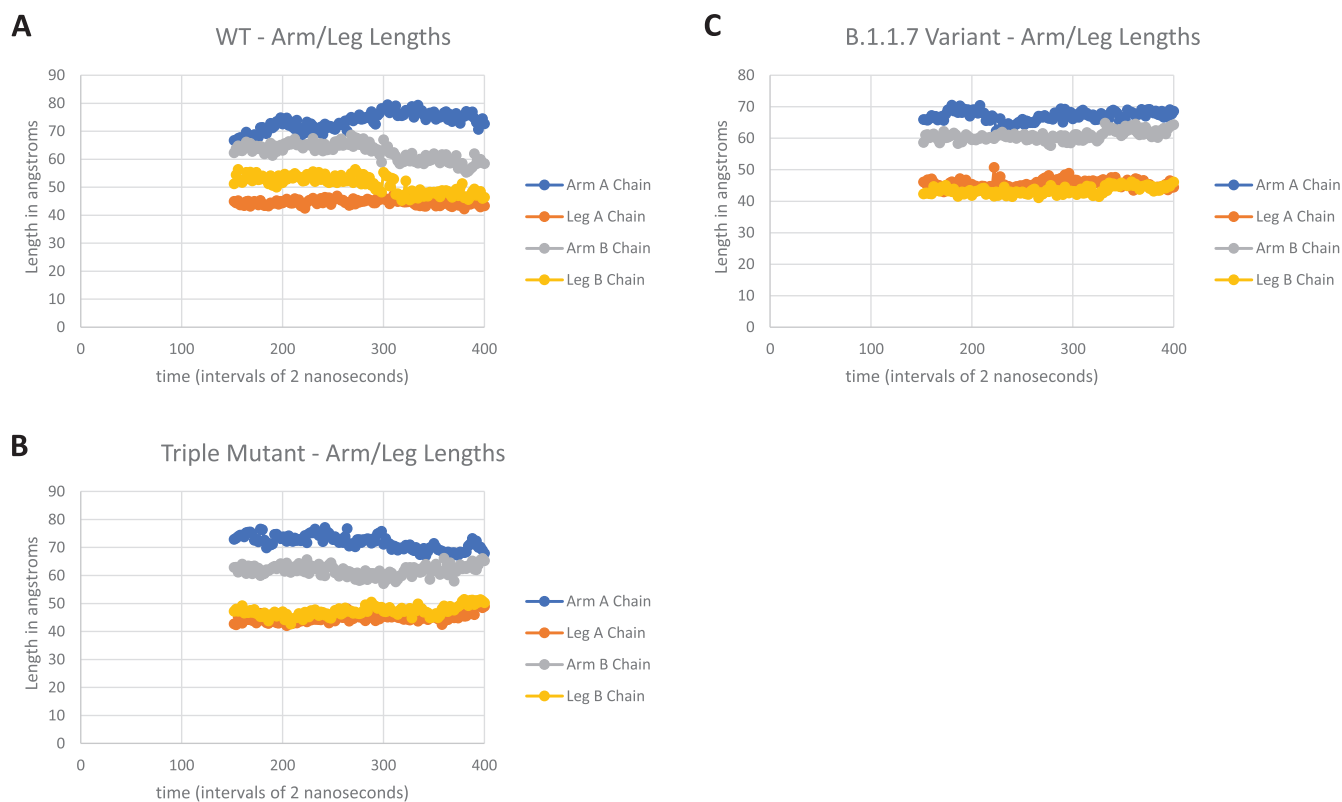 A
WT - Arm/Leg Lengths
Length in angstroms
90
80
70
60
50
40
30
20
10
0
0 100 200 300 400
time (intervals of 2 nanoseconds)
Arm A Chain
Leg A Chain
Arm B Chain
Leg B Chain
C
B.1.1.7 Variant - Arm/Leg Lengths
Length in angstroms
80
70
60
50
40
30
20
10
0
0 100 200 300 400
time (intervals of 2 nanoseconds)
Arm A Chain
Leg A Chain
Arm B Chain
Leg B Chain
B
Triple Mutant - Arm/Leg Lengths
Length in angstroms
90
80
70
60
50
40
30
20
10
0
0 100 200 300 400
time (intervals of 2 nanoseconds)
Arm A Chain
Leg A Chain
Arm B Chain
Leg B Chain